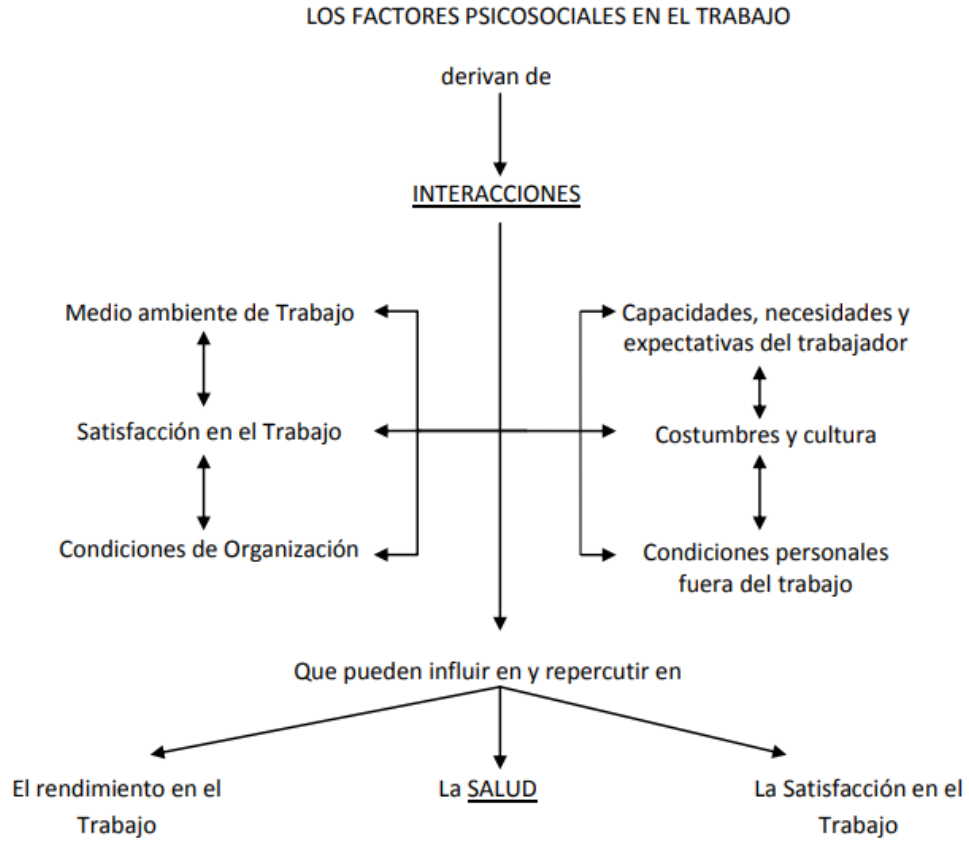 LOS FACTORES PSICOSOCIALES EN EL TRABAJO
derivan de
INTERACCIONES
Medio ambiente de Trabajo
Capacidades, necesidades y
expectativas del trabajador
Satisfacción en el Trabajo
Costumbres y cultura
Condiciones de Organización
Condiciones personales
fuera del trabajo
Que pueden influir en y repercutir en
El rendimiento en el
Trabajo
La SALUD
La Satisfacción en el
Trabajo